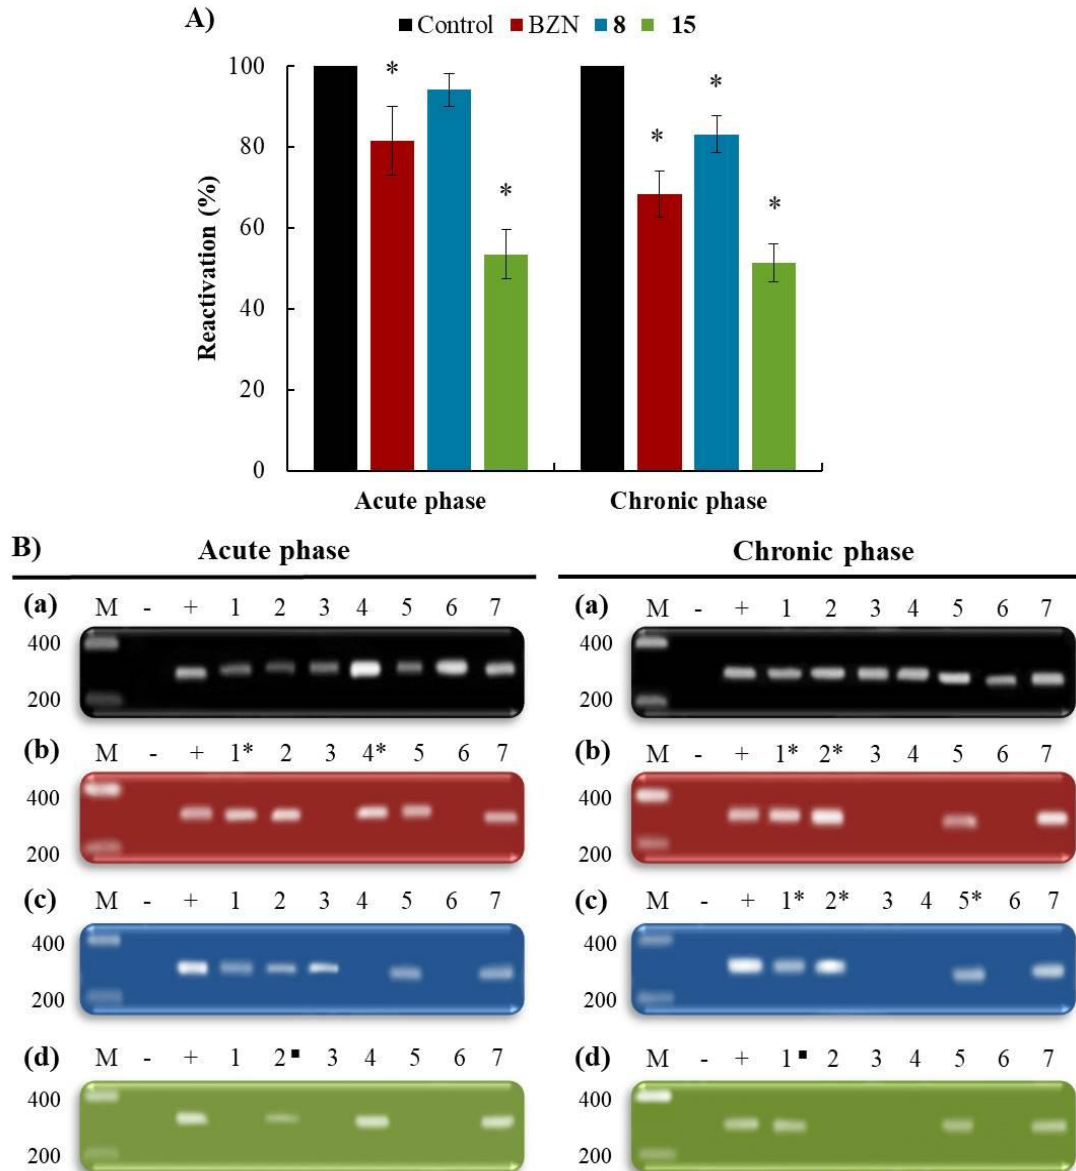 A)
■ Control ■ BZN ■ 8 ■ 15
Reactivation (%)
100
80
60
40
20
0
* * * * *
Acute phase Chronic phase
B) Acute phase Chronic phase
(a) M - + 1 2 3 4 5 6 7
400
200
(a) M - + 1 2 3 4 5 6 7
400
200
(b) M - + 1* 2 3 4* 5 6 7
400
200
(b) M - + 1* 2* 3 4 5 6 7
400
200
(c) M - + 1 2 3 4 5 6 7
400
200
(c) M - + 1* 2* 3 4 5* 6 7
400
200
(d) M - + 1 2▪ 3 4 5 6 7
400
200
(d) M - + 1▪ 2 3 4 5 6 7
400
200